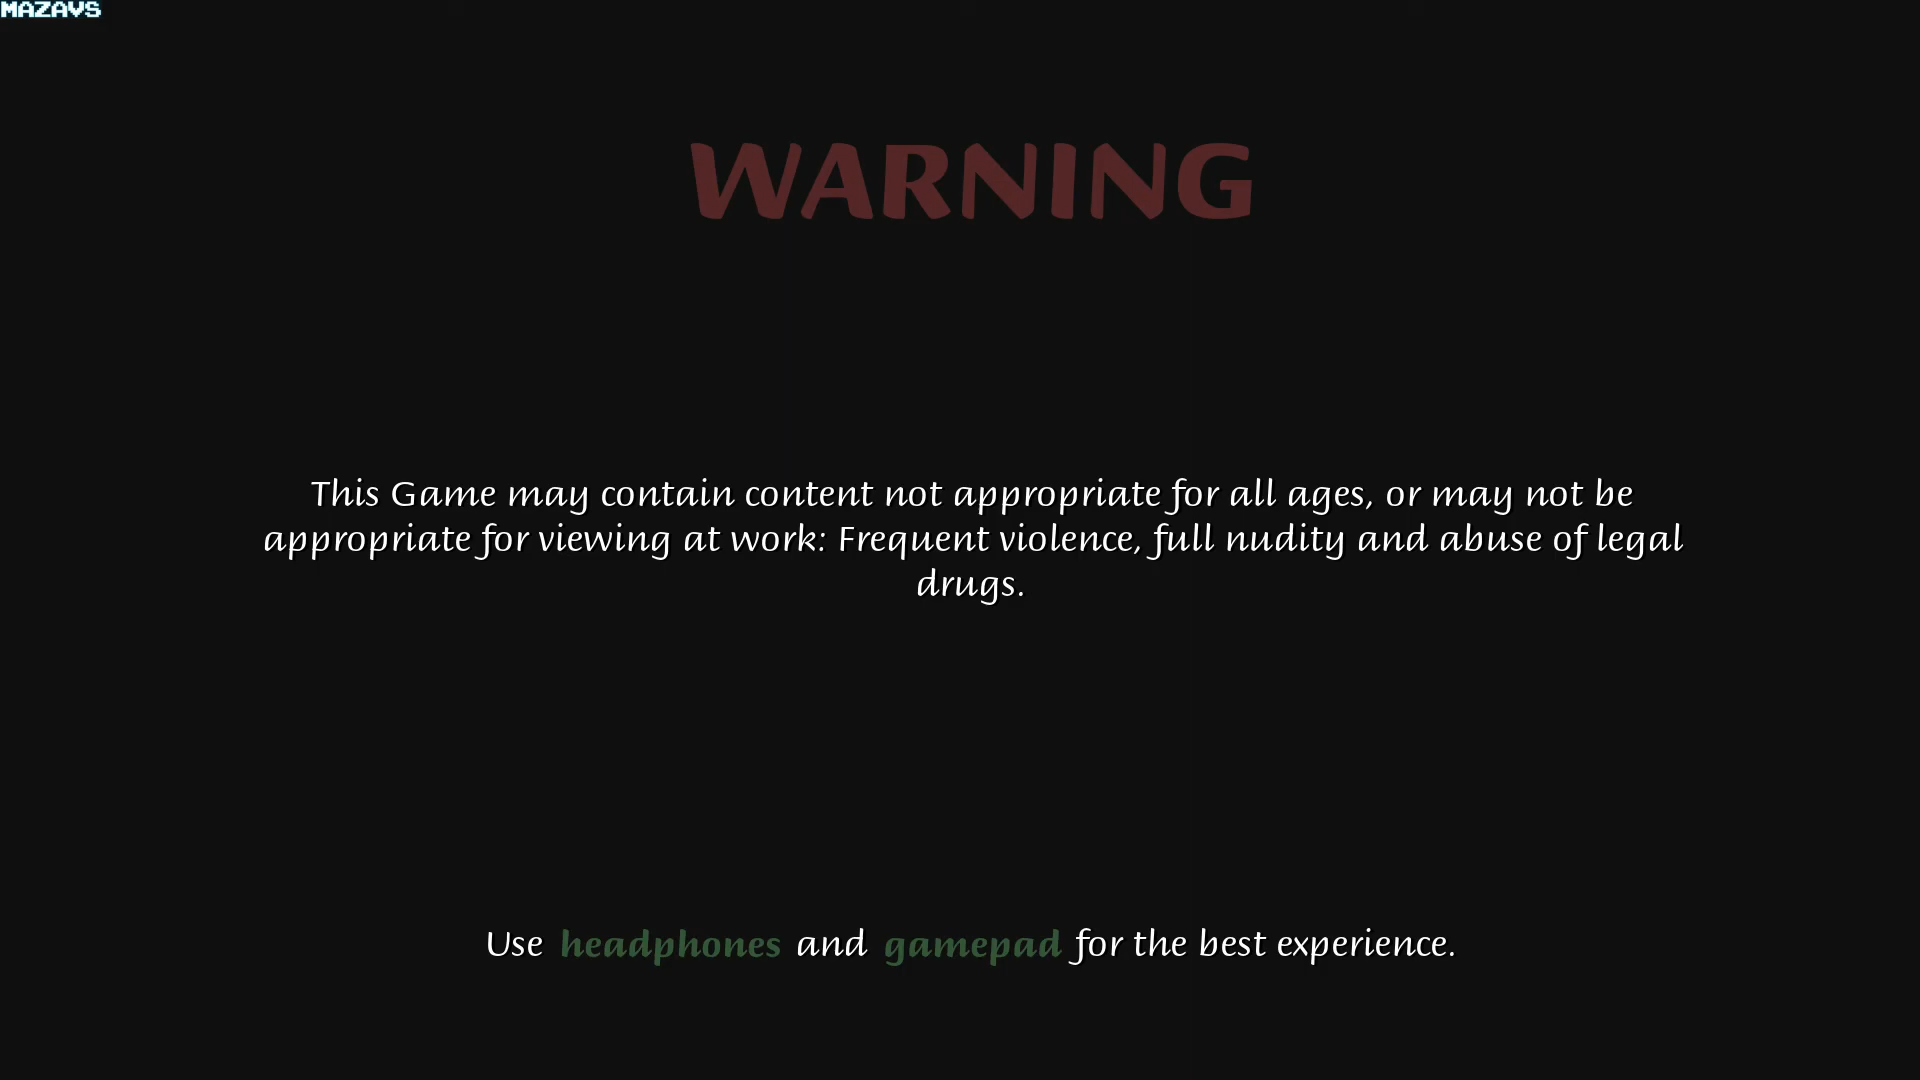 MAZAVS
WARNING
This Game may contain content not appropriate for all ages, or may not be
appropriate for viewing at work: Frequent violence, full nudity and abuse of legal
drugs.
Use headphones and gamepad for the best experience.